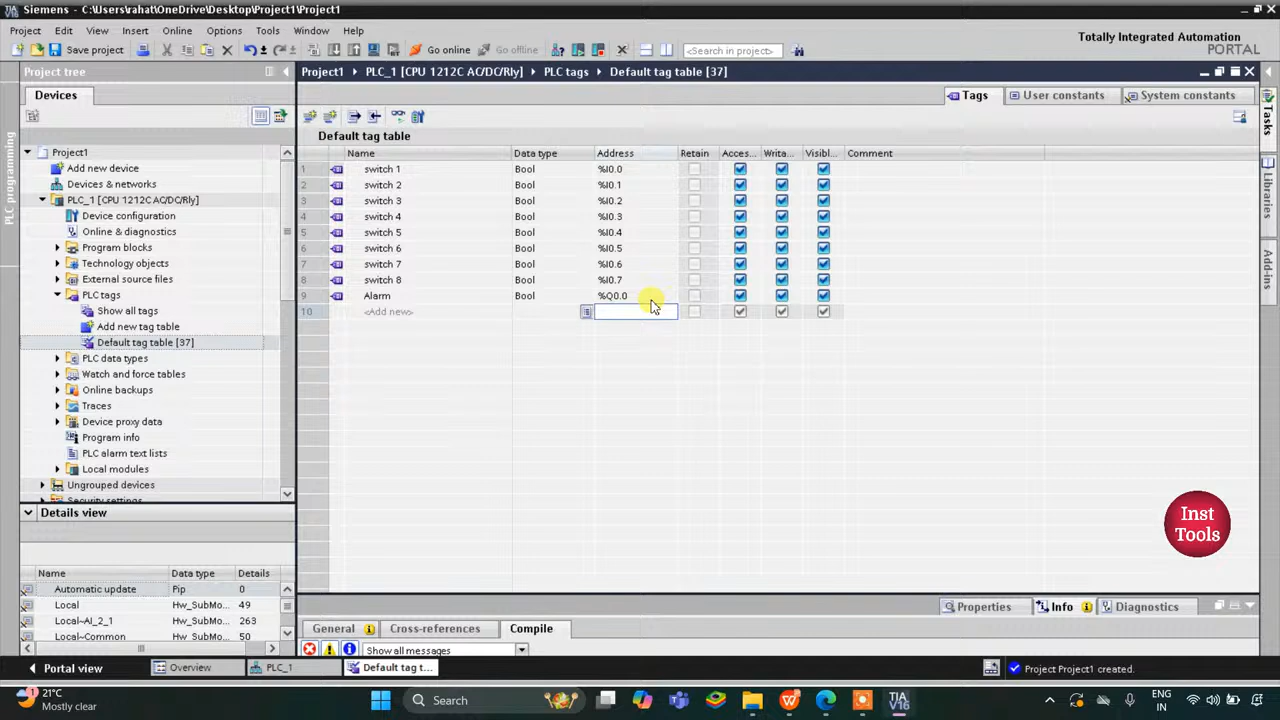 Siemens - C:\Users\rahat\OneDrive\Desktop\Project1\Project1
Project Edit View Insert Online Options Tools Window Help
Save project Go online Go offline <Search in project>
Totally Integrated Automation
PORTAL
Project tree
Project1 PLC_1 [CPU 1212C AC/DC/Rly] PLC tags Default tag table [37]
Devices
Tags User constants System constants
Default tag table
Name Data type Address Retain Acces... Writa... Visibl... Comment
1 switch 1 Bool %I0.0
2 switch 2 Bool %I0.1
3 switch 3 Bool %I0.2
4 switch 4 Bool %I0.3
5 switch 5 Bool %I0.4
6 switch 6 Bool %I0.5
7 switch 7 Bool %I0.6
8 switch 8 Bool %I0.7
9 Alarm Bool %Q0.0
10 <Add new>
Project1
Add new device
Devices & networks
PLC_1 [CPU 1212C AC/DC/Rly]
Device configuration
Online & diagnostics
Program blocks
Technology objects
External source files
PLC tags
Show all tags
Add new tag table
Default tag table [37]
PLC data types
Watch and force tables
Online backups
Traces
Device proxy data
Program info
PLC alarm text lists
Local modules
Ungrouped devices
Security settings
PLC programming
Tasks
Libraries
Add-ins
Inst
Tools
Details view
Name Data type Details
Automatic update Pip 0
Local Hw_SubMo... 49
Local~AI_2_1 Hw_SubMo... 263
Local~Common Hw_SubMo... 50
Properties Info Diagnostics
General Cross-references Compile
Show all messages
Portal view Overview PLC_1 Default tag t... Project Project1 created.
21°C
Mostly clear
Search
TIA
V16
ENG
IN